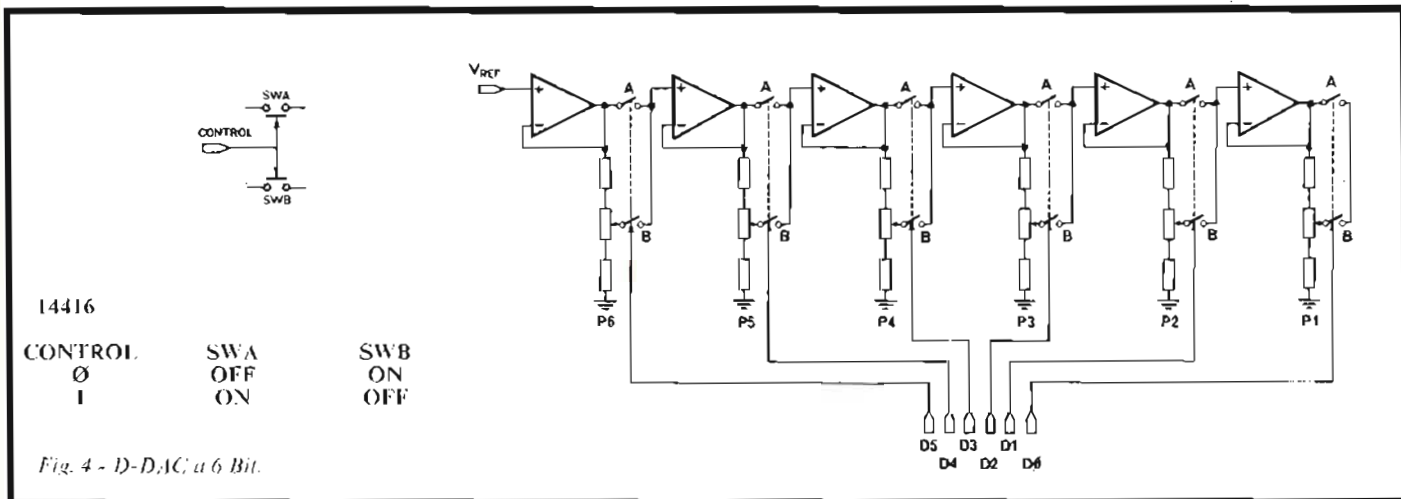 SWA
CONTROL
SWB
14416
CONTROL SWA SWB
Ø OFF ON
1 ON OFF
Fig. 4 - D-DAC a 6 Bit.
VREF
+ A + A + A + A + A + A
- - - - - -
B B B B B B
P6 P5 P4 P3 P2 P1
D5 D3 D1
D4 D2 DØ